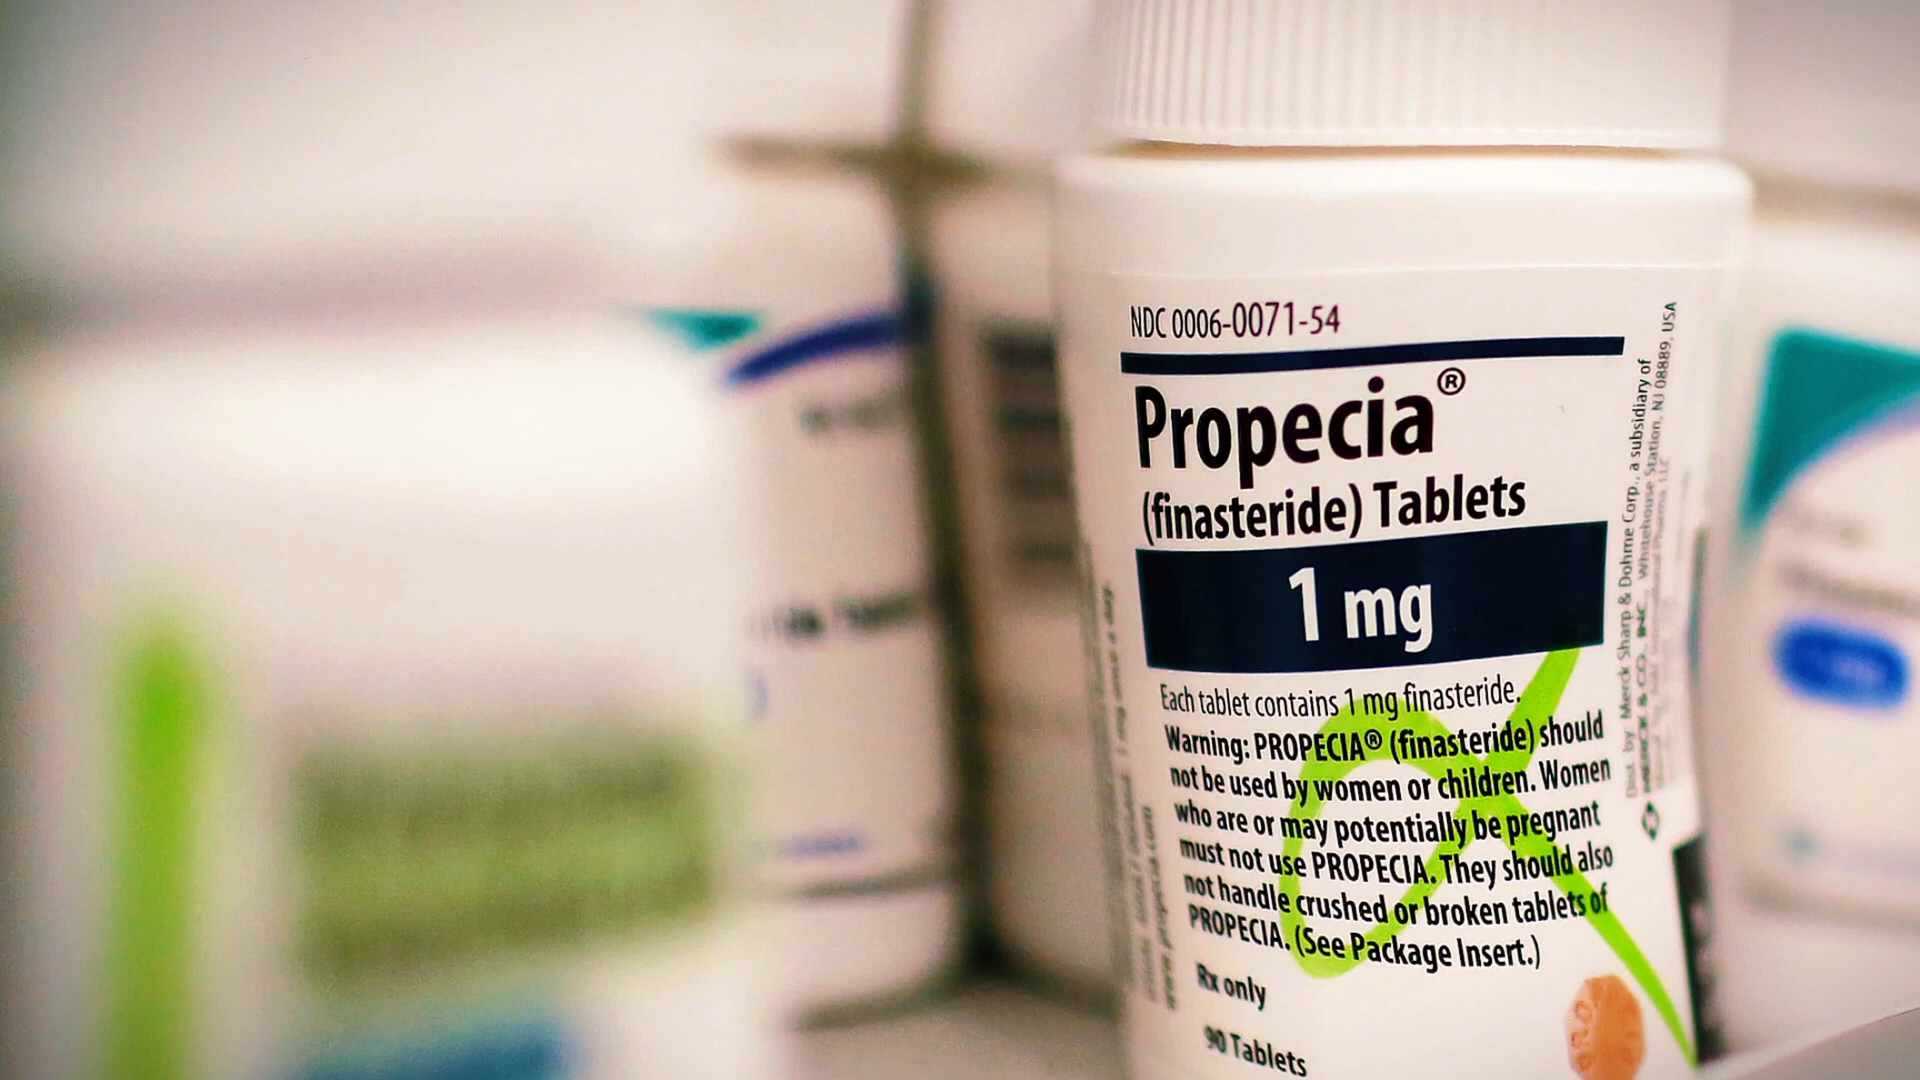 NDC 0006-0071-54
Propecia®
(finasteride) Tablets
1 mg
Each tablet contains 1 mg finasteride.
Warning: PROPECIA® (finasteride) should
not be used by women or children. Women
who are or may potentially be pregnant
must not use PROPECIA. They should also
not handle crushed or broken tablets of
PROPECIA. (See Package Insert.)
Rx only
90 Tablets
Dist. by Merck Sharp & Dohme Corp., a subsidiary of
MERCK & CO., INC., Whitehouse Station, NJ 08889, USA